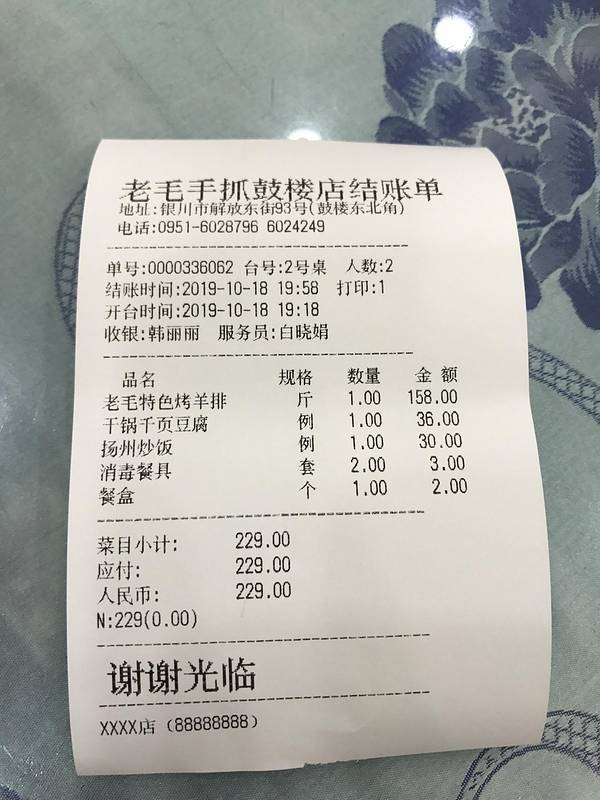 老毛手抓鼓楼店结账单
地址:银川市解放东街93号(鼓楼东北角)
电话:0951-6028796 6024249
单号:0000336062 台号:2号桌 人数:2
结账时间:2019-10-18 19:58 打印:1
开台时间:2019-10-18 19:18
收银:韩丽丽 服务员:白晓娟
品名 规格 数量 金额
老毛特色烤羊排 斤 1.00 158.00
干锅千页豆腐 例 1.00 36.00
扬州炒饭 例 1.00 30.00
消毒餐具 套 2.00 3.00
餐盒 个 1.00 2.00
菜目小计: 229.00
应付: 229.00
人民币: 229.00
N:229(0.00)
谢谢光临
XXXX店（88888888）